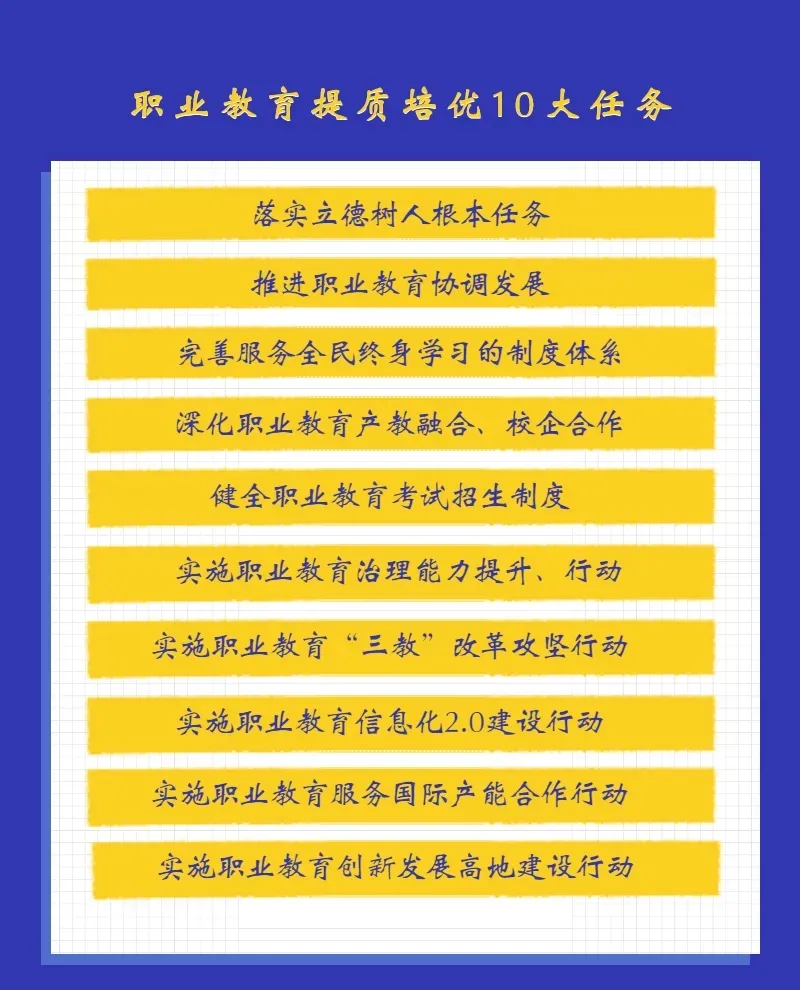 职业教育提质培优10大任务
落实立德树人根本任务
推进职业教育协调发展
完善服务全民终身学习的制度体系
深化职业教育产教融合、校企合作
健全职业教育考试招生制度
实施职业教育治理能力提升、行动
实施职业教育“三教”改革攻坚行动
实施职业教育信息化2.0建设行动
实施职业教育服务国际产能合作行动
实施职业教育创新发展高地建设行动